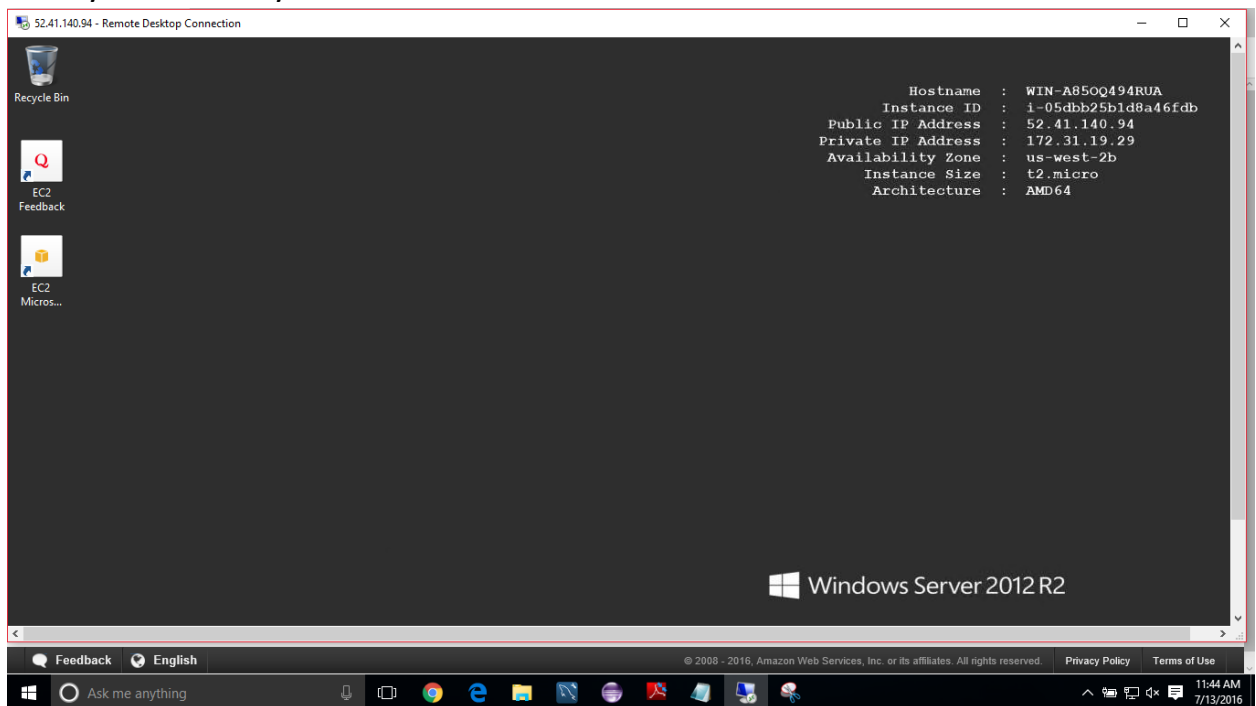 52.41.140.94 - Remote Desktop Connection
Recycle Bin
Hostname : WIN-A85OQ494RUA
Instance ID : i-05dbb25b1d8a46fdb
Public IP Address : 52.41.140.94
Private IP Address : 172.31.19.29
Availability Zone : us-west-2b
Instance Size : t2.micro
Architecture : AMD64
Q
EC2
Feedback
EC2
Micros...
Windows Server 2012 R2
Feedback English © 2008 - 2016, Amazon Web Services, Inc. or its affiliates. All rights reserved. Privacy Policy Terms of Use
Ask me anything
11:44 AM
7/13/2016